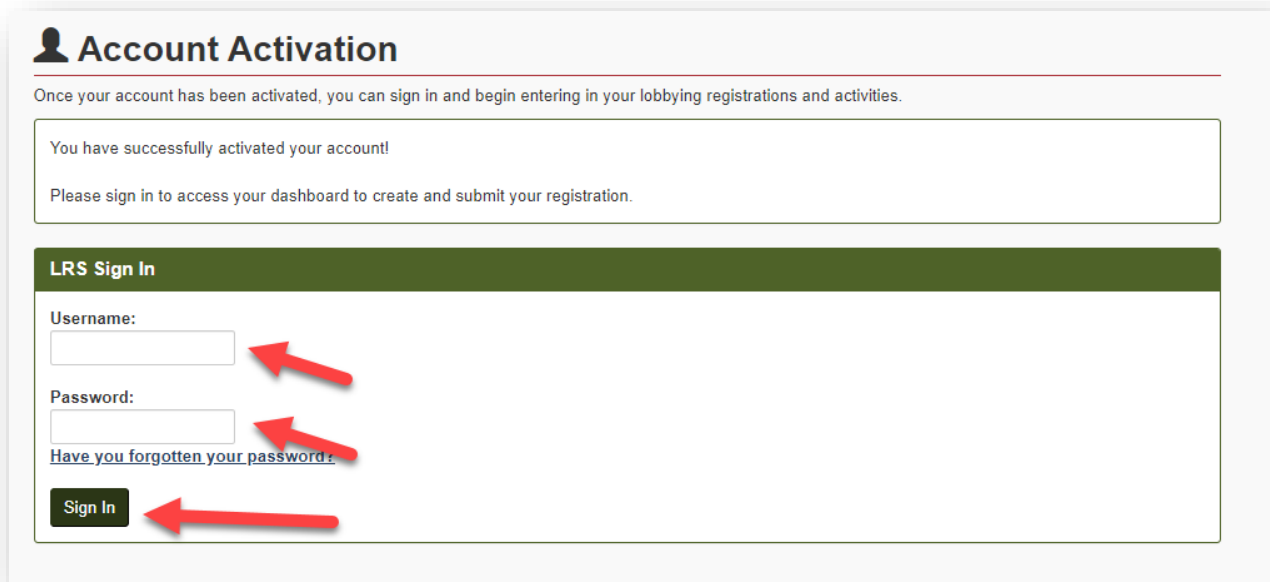 Account Activation
Once your account has been activated, you can sign in and begin entering in your lobbying registrations and activities.
You have successfully activated your account!
Please sign in to access your dashboard to create and submit your registration.
LRS Sign In
Username:
Password:
Have you forgotten your password?
Sign In